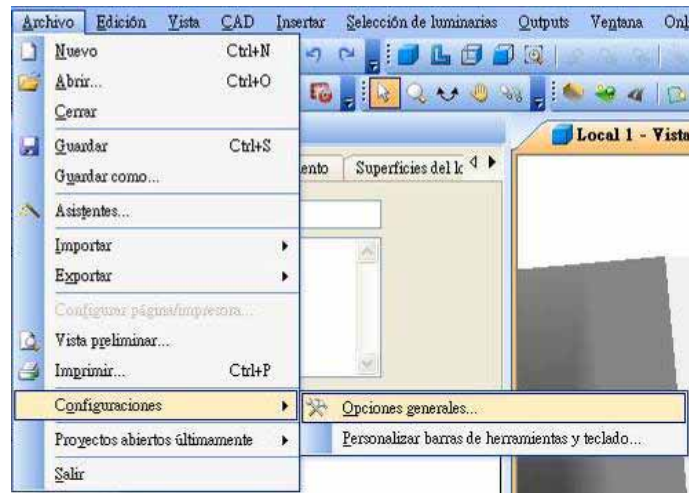 Archivo Edición Vista CAD Insertar Selección de luminarias Outputs Ventana Onl
Nuevo Ctrl+N
Abrir... Ctrl+O
Cerrar
Guardar Ctrl+S
Guardar como...
Asistentes...
Importar
Exportar
Configurar página/impresora...
Vista preliminar...
Imprimir... Ctrl+P
Configuraciones
Proyectos abiertos últimamente
Salir
Opciones generales...
Personalizar barras de herramientas y teclado...
ento Superficies del lc
Local 1 - Vista